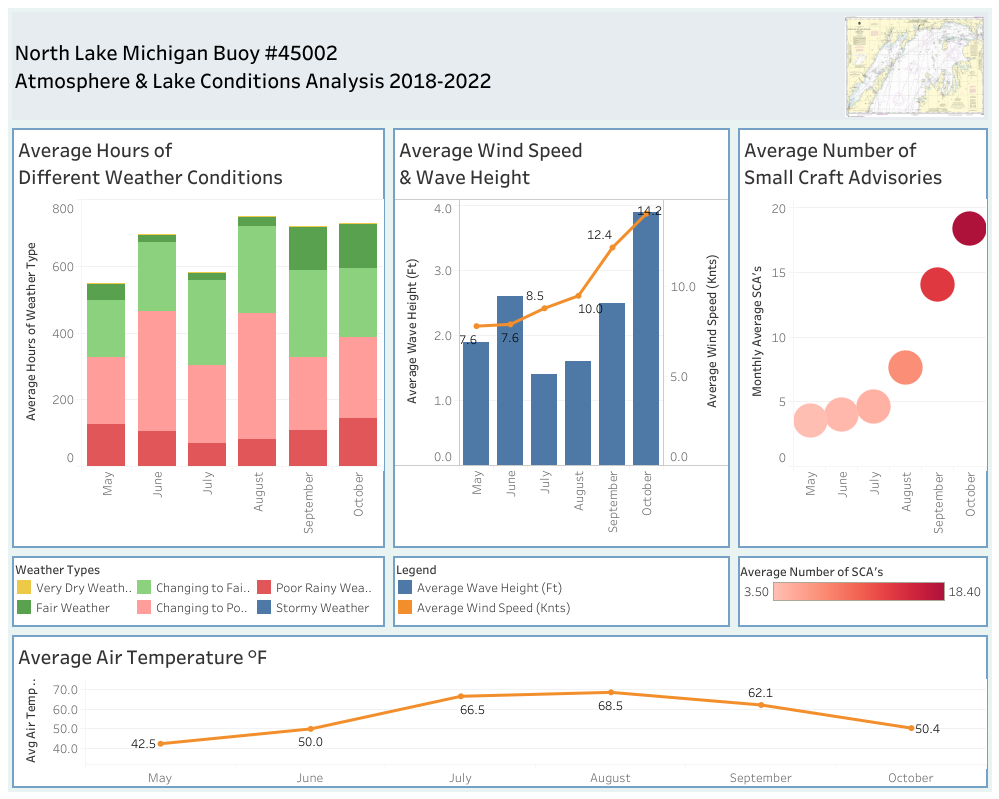 North Lake Michigan Buoy #45002
Atmosphere & Lake Conditions Analysis 2018-2022
Average Hours of
Different Weather Conditions
800
600
400
200
0
Average Hours of Weather Type
May
June
July
August
September
October
Average Wind Speed
& Wave Height
4.0
3.0
2.0
1.0
0.0
Average Wave Height (Ft)
7.6
7.6
8.5
10.0
12.4
14.2
10.0
5.0
0.0
Average Wind Speed (Knts)
May
June
July
August
September
October
Average Number of
Small Craft Advisories
20
15
10
5
0
Monthly Average SCA's
May
June
July
August
September
October
Weather Types
Very Dry Weath..
Changing to Fai..
Poor Rainy Wea..
Fair Weather
Changing to Po..
Stormy Weather
Legend
Average Wave Height (Ft)
Average Wind Speed (Knts)
Average Number of SCA's
3.50
18.40
Average Air Temperature °F
Avg Air Temp ..
70.0
60.0
50.0
40.0
42.5
50.0
66.5
68.5
62.1
50.4
May
June
July
August
September
October